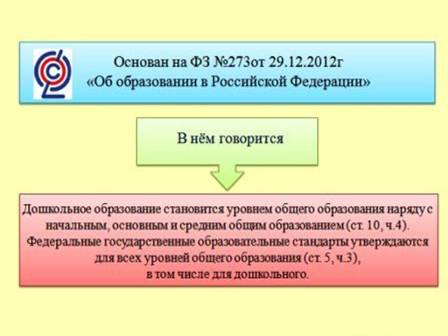 Основан на ФЗ №273от 29.12.2012г
«Об образовании в Российской Федерации»
В нём говорится
Дошкольное образование становится уровнем общего образования наряду с
начальным, основным и средним общим образованием (ст. 10, ч.4).
Федеральные государственные образовательные стандарты утверждаются
для всех уровней общего образования (ст. 5, ч.3),
в том числе для дошкольного.